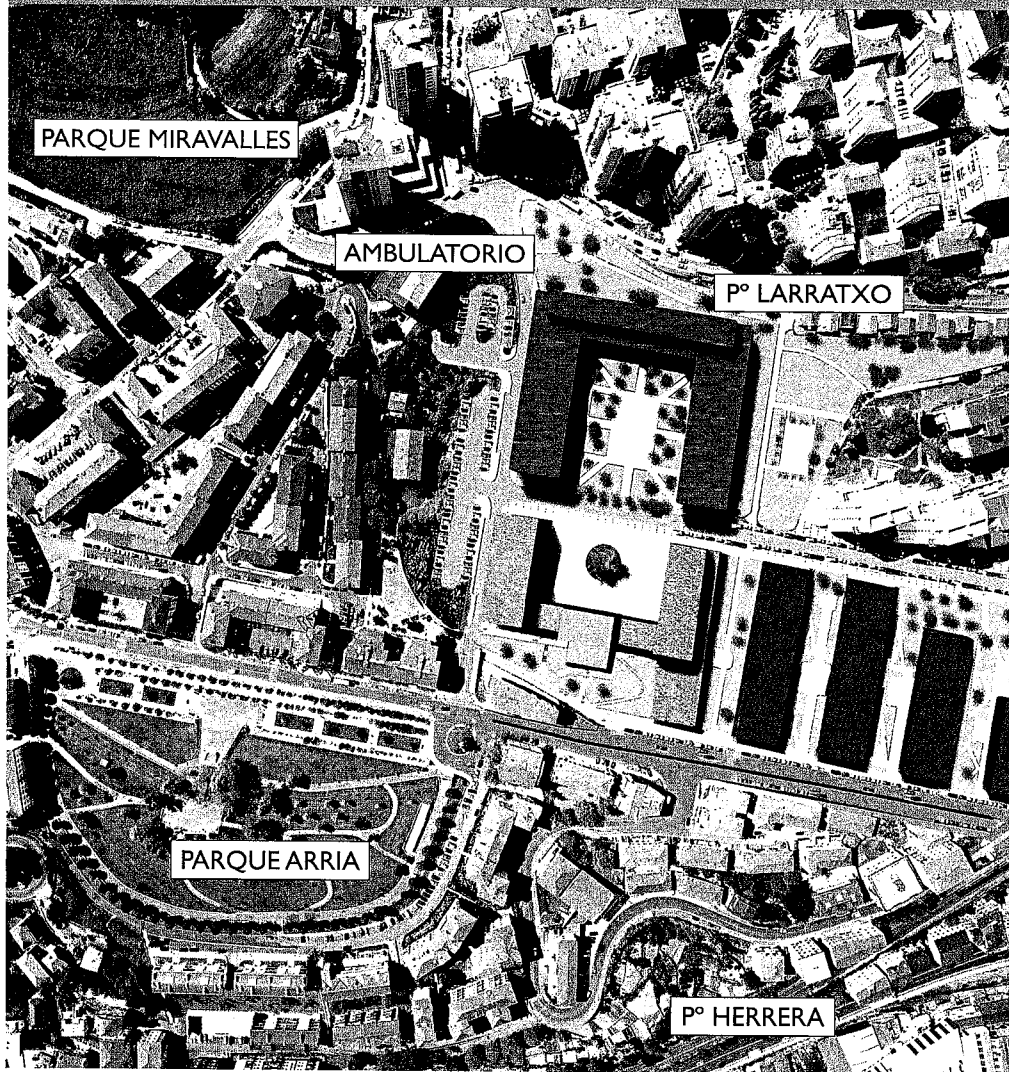 PARQUE MIRAVALLES
AMBULATORIO
Pº LARRATXO
PARQUE ARRIA
Pº HERRERA